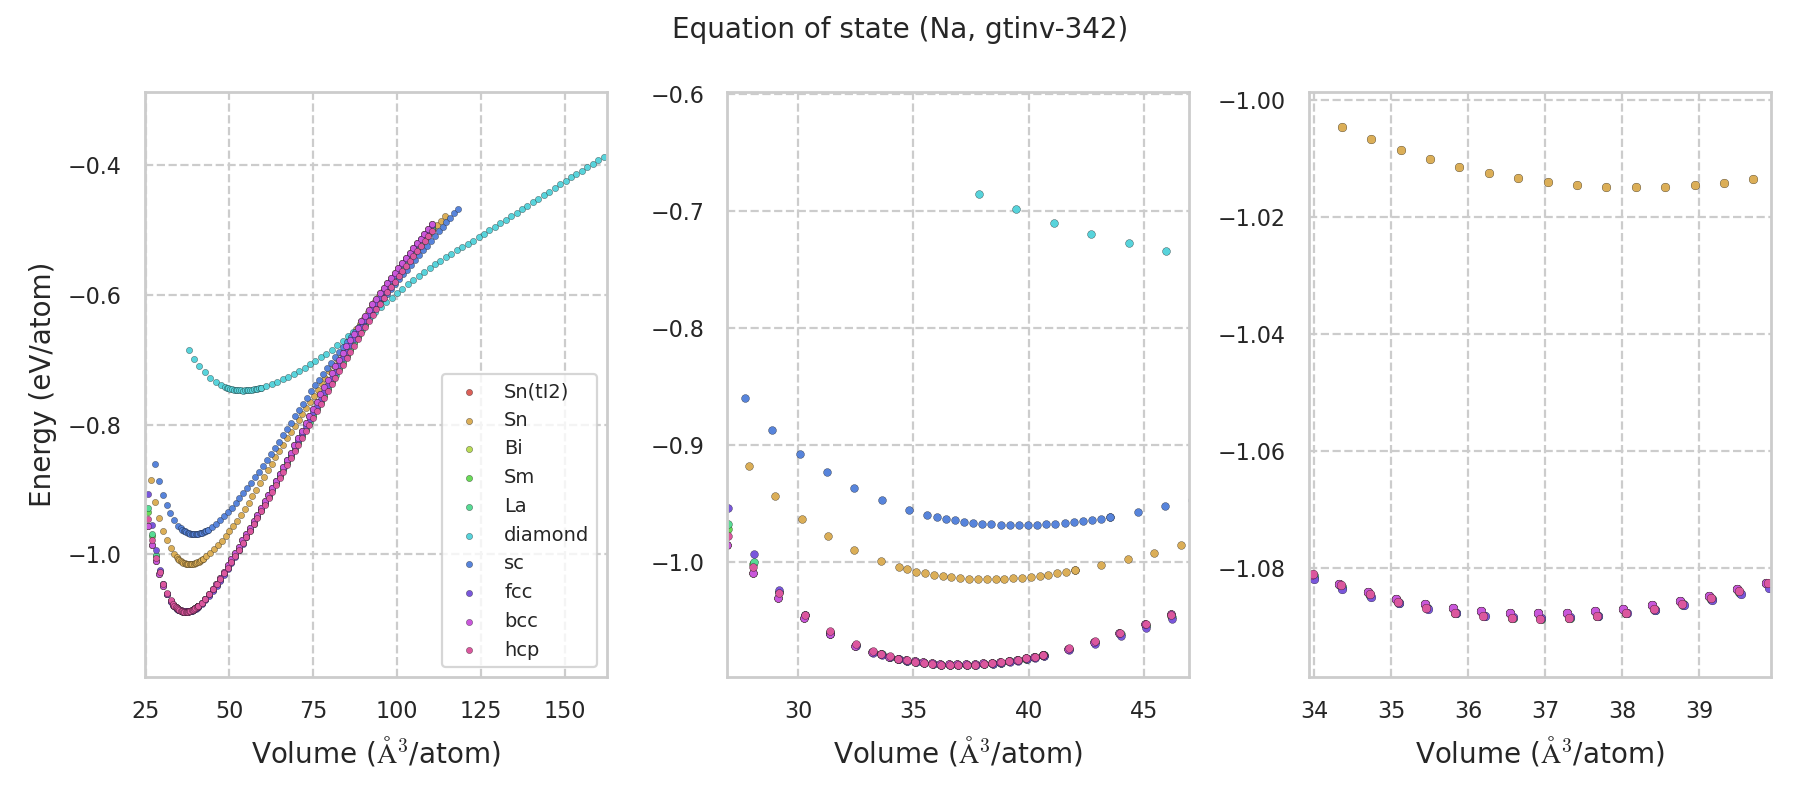 Equation of state (Na, gtinv-342)
Energy (eV/atom)
−0.4
−0.6
−0.8
−1.0
25 50 75 100 125 150
Volume (Å³/atom)
Sn(tI2)
Sn
Bi
Sm
La
diamond
sc
fcc
bcc
hcp
−0.6
−0.7
−0.8
−0.9
−1.0
30 35 40 45
Volume (Å³/atom)
−1.00
−1.02
−1.04
−1.06
−1.08
34 35 36 37 38 39
Volume (Å³/atom)